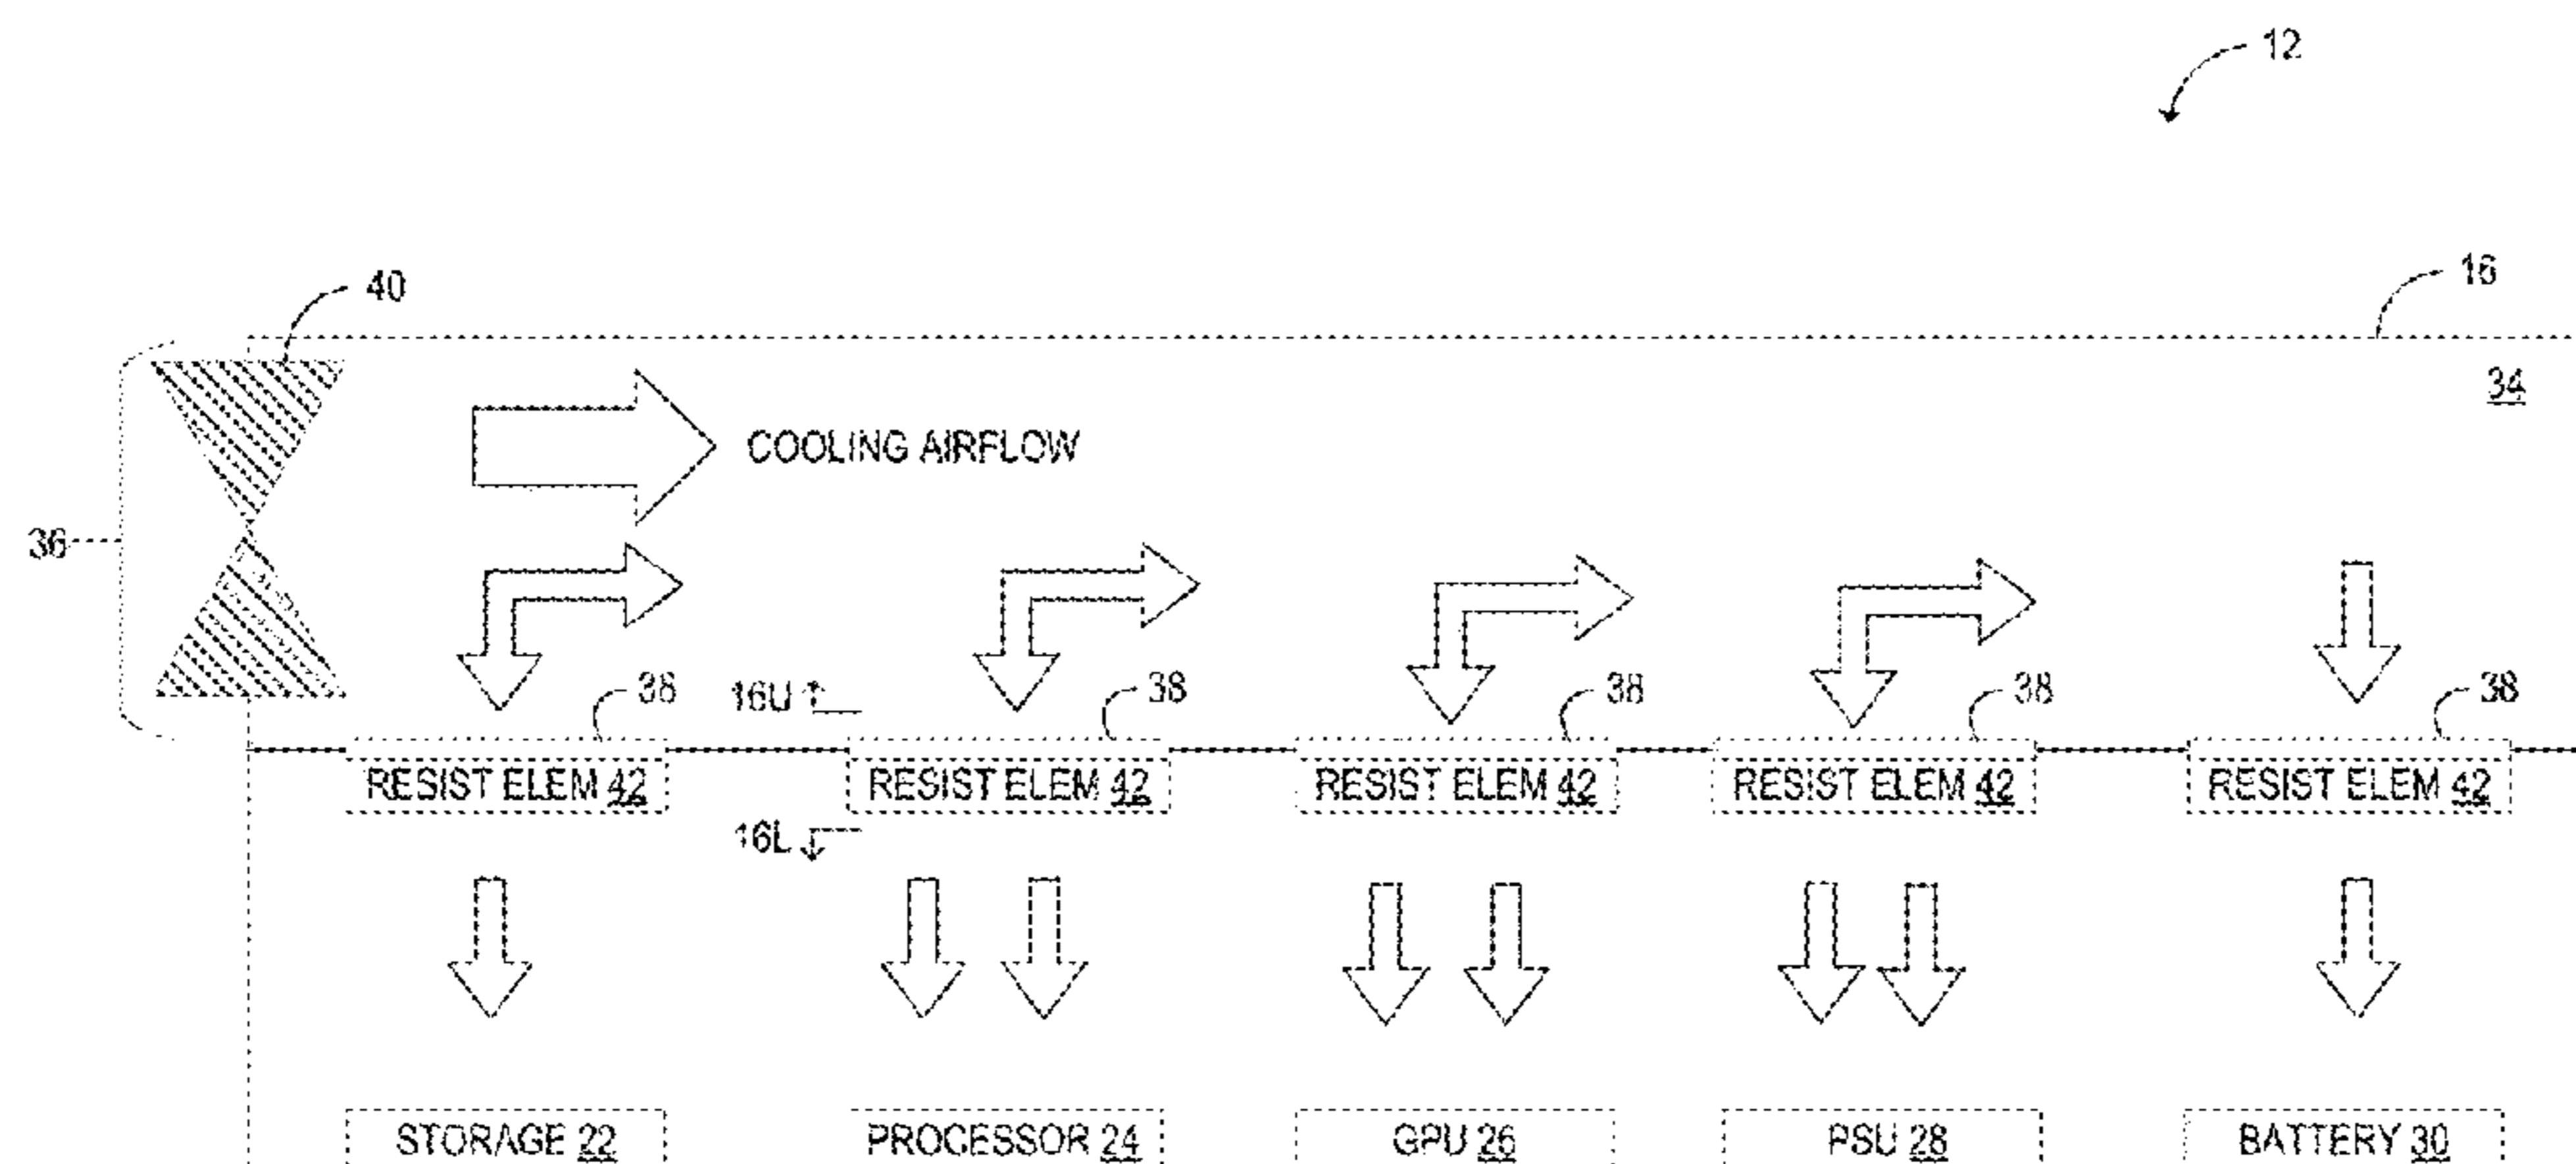 12
40
16
34
COOLING AIRFLOW
36
38
16U
38
38
38
38
RESIST ELEM 42
RESIST ELEM 42
RESIST ELEM 42
RESIST ELEM 42
RESIST ELEM 42
16L
STORAGE 22
PROCESSOR 24
GPU 26
PSU 28
BATTERY 30